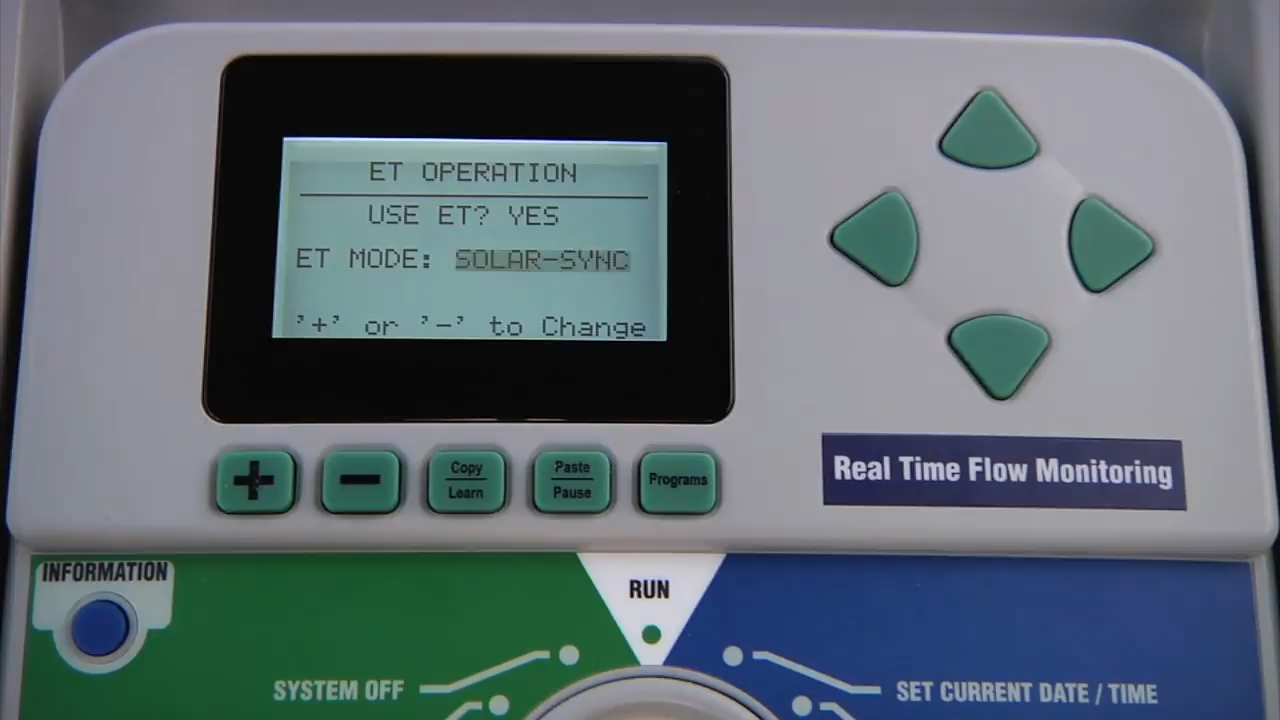 ET OPERATION
USE ET? YES
ET MODE: SOLAR-SYNC
'+' or '-' to Change
+
-
Copy
Learn
Paste
Pause
Programs
Real Time Flow Monitoring
INFORMATION
RUN
SYSTEM OFF
SET CURRENT DATE / TIME